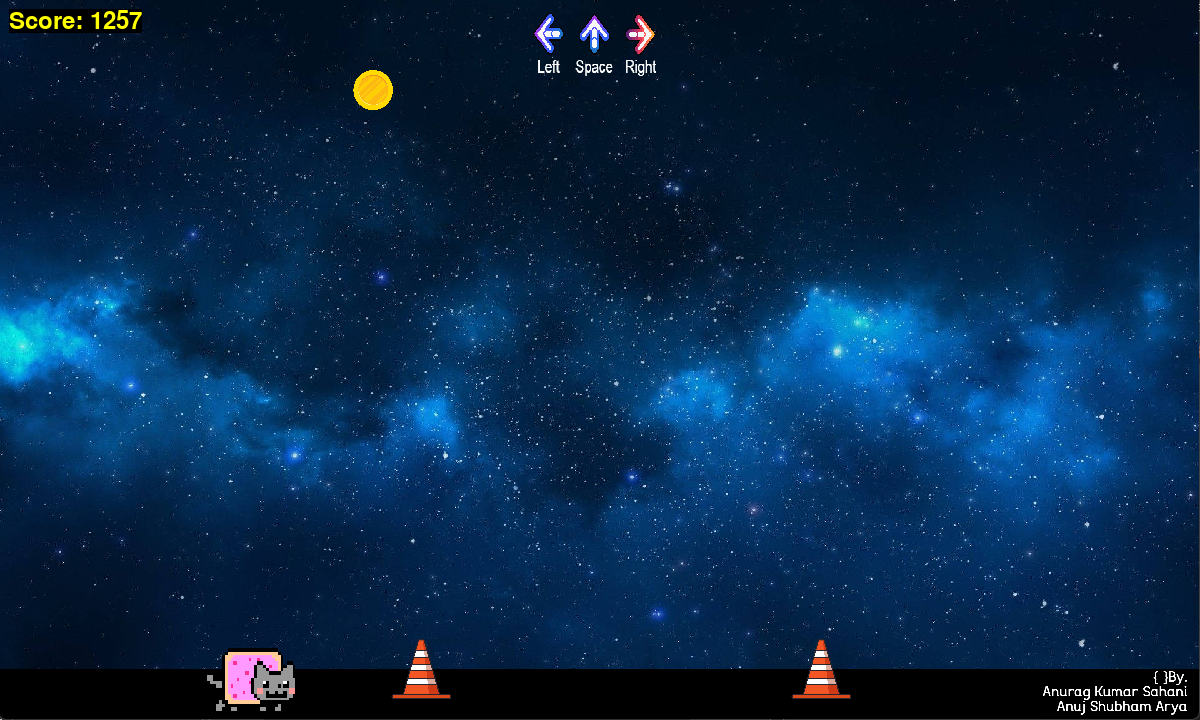 Score: 1257
Left Space Right
{ }By.
Anurag Kumar Sahani
Anuj Shubham Arya